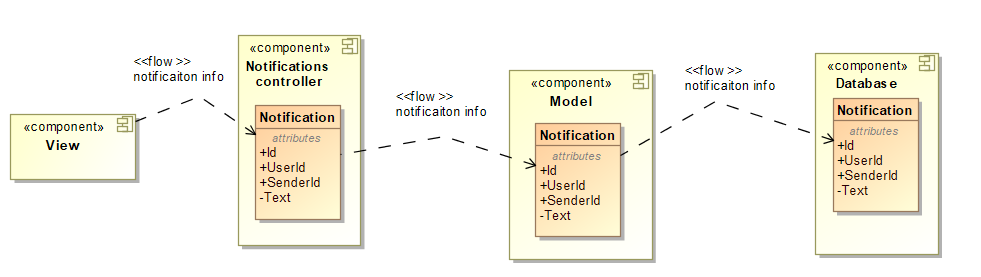 «component»
View
<<flow >>
notificaiton info
«component»
Notifications
controller
Notification
attributes
+Id
+UserId
+SenderId
-Text
<<flow >>
notificaiton info
«component»
Model
Notification
attributes
+Id
+UserId
+SenderId
-Text
<<flow >>
notificaiton info
«component»
Database
Notification
attributes
+Id
+UserId
+SenderId
-Text